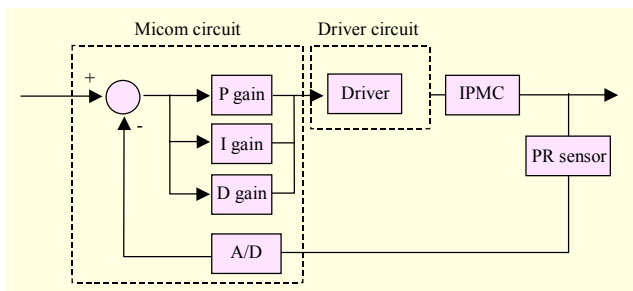 Micom circuit
Driver circuit
+
-
P gain
I gain
D gain
Driver
IPMC
PR sensor
A/D